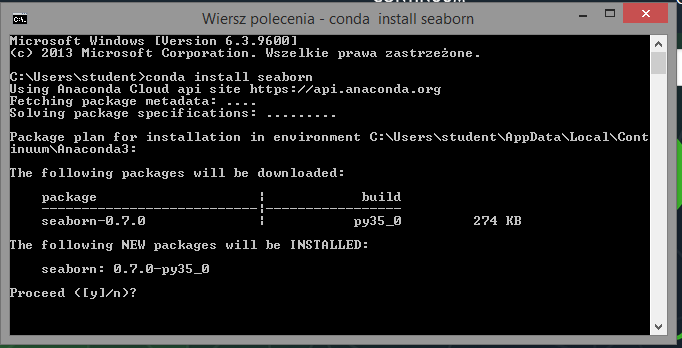 CONTINUUM
Wiersz polecenia - conda  install seaborn
Microsoft Windows [Version 6.3.9600]
(c) 2013 Microsoft Corporation. Wszelkie prawa zastrzeżone.
C:\Users\student>conda install seaborn
Using Anaconda Cloud api site https://api.anaconda.org
Fetching package metadata: ....
Solving package specifications: .........
Package plan for installation in environment C:\Users\student\AppData\Local\Cont
inuum\Anaconda3:
The following packages will be downloaded:
    package                    |            build
    ---------------------------|-----------------
    seaborn-0.7.0              |           py35_0         274 KB
The following NEW packages will be INSTALLED:
    seaborn: 0.7.0-py35_0
Proceed ([y]/n)?